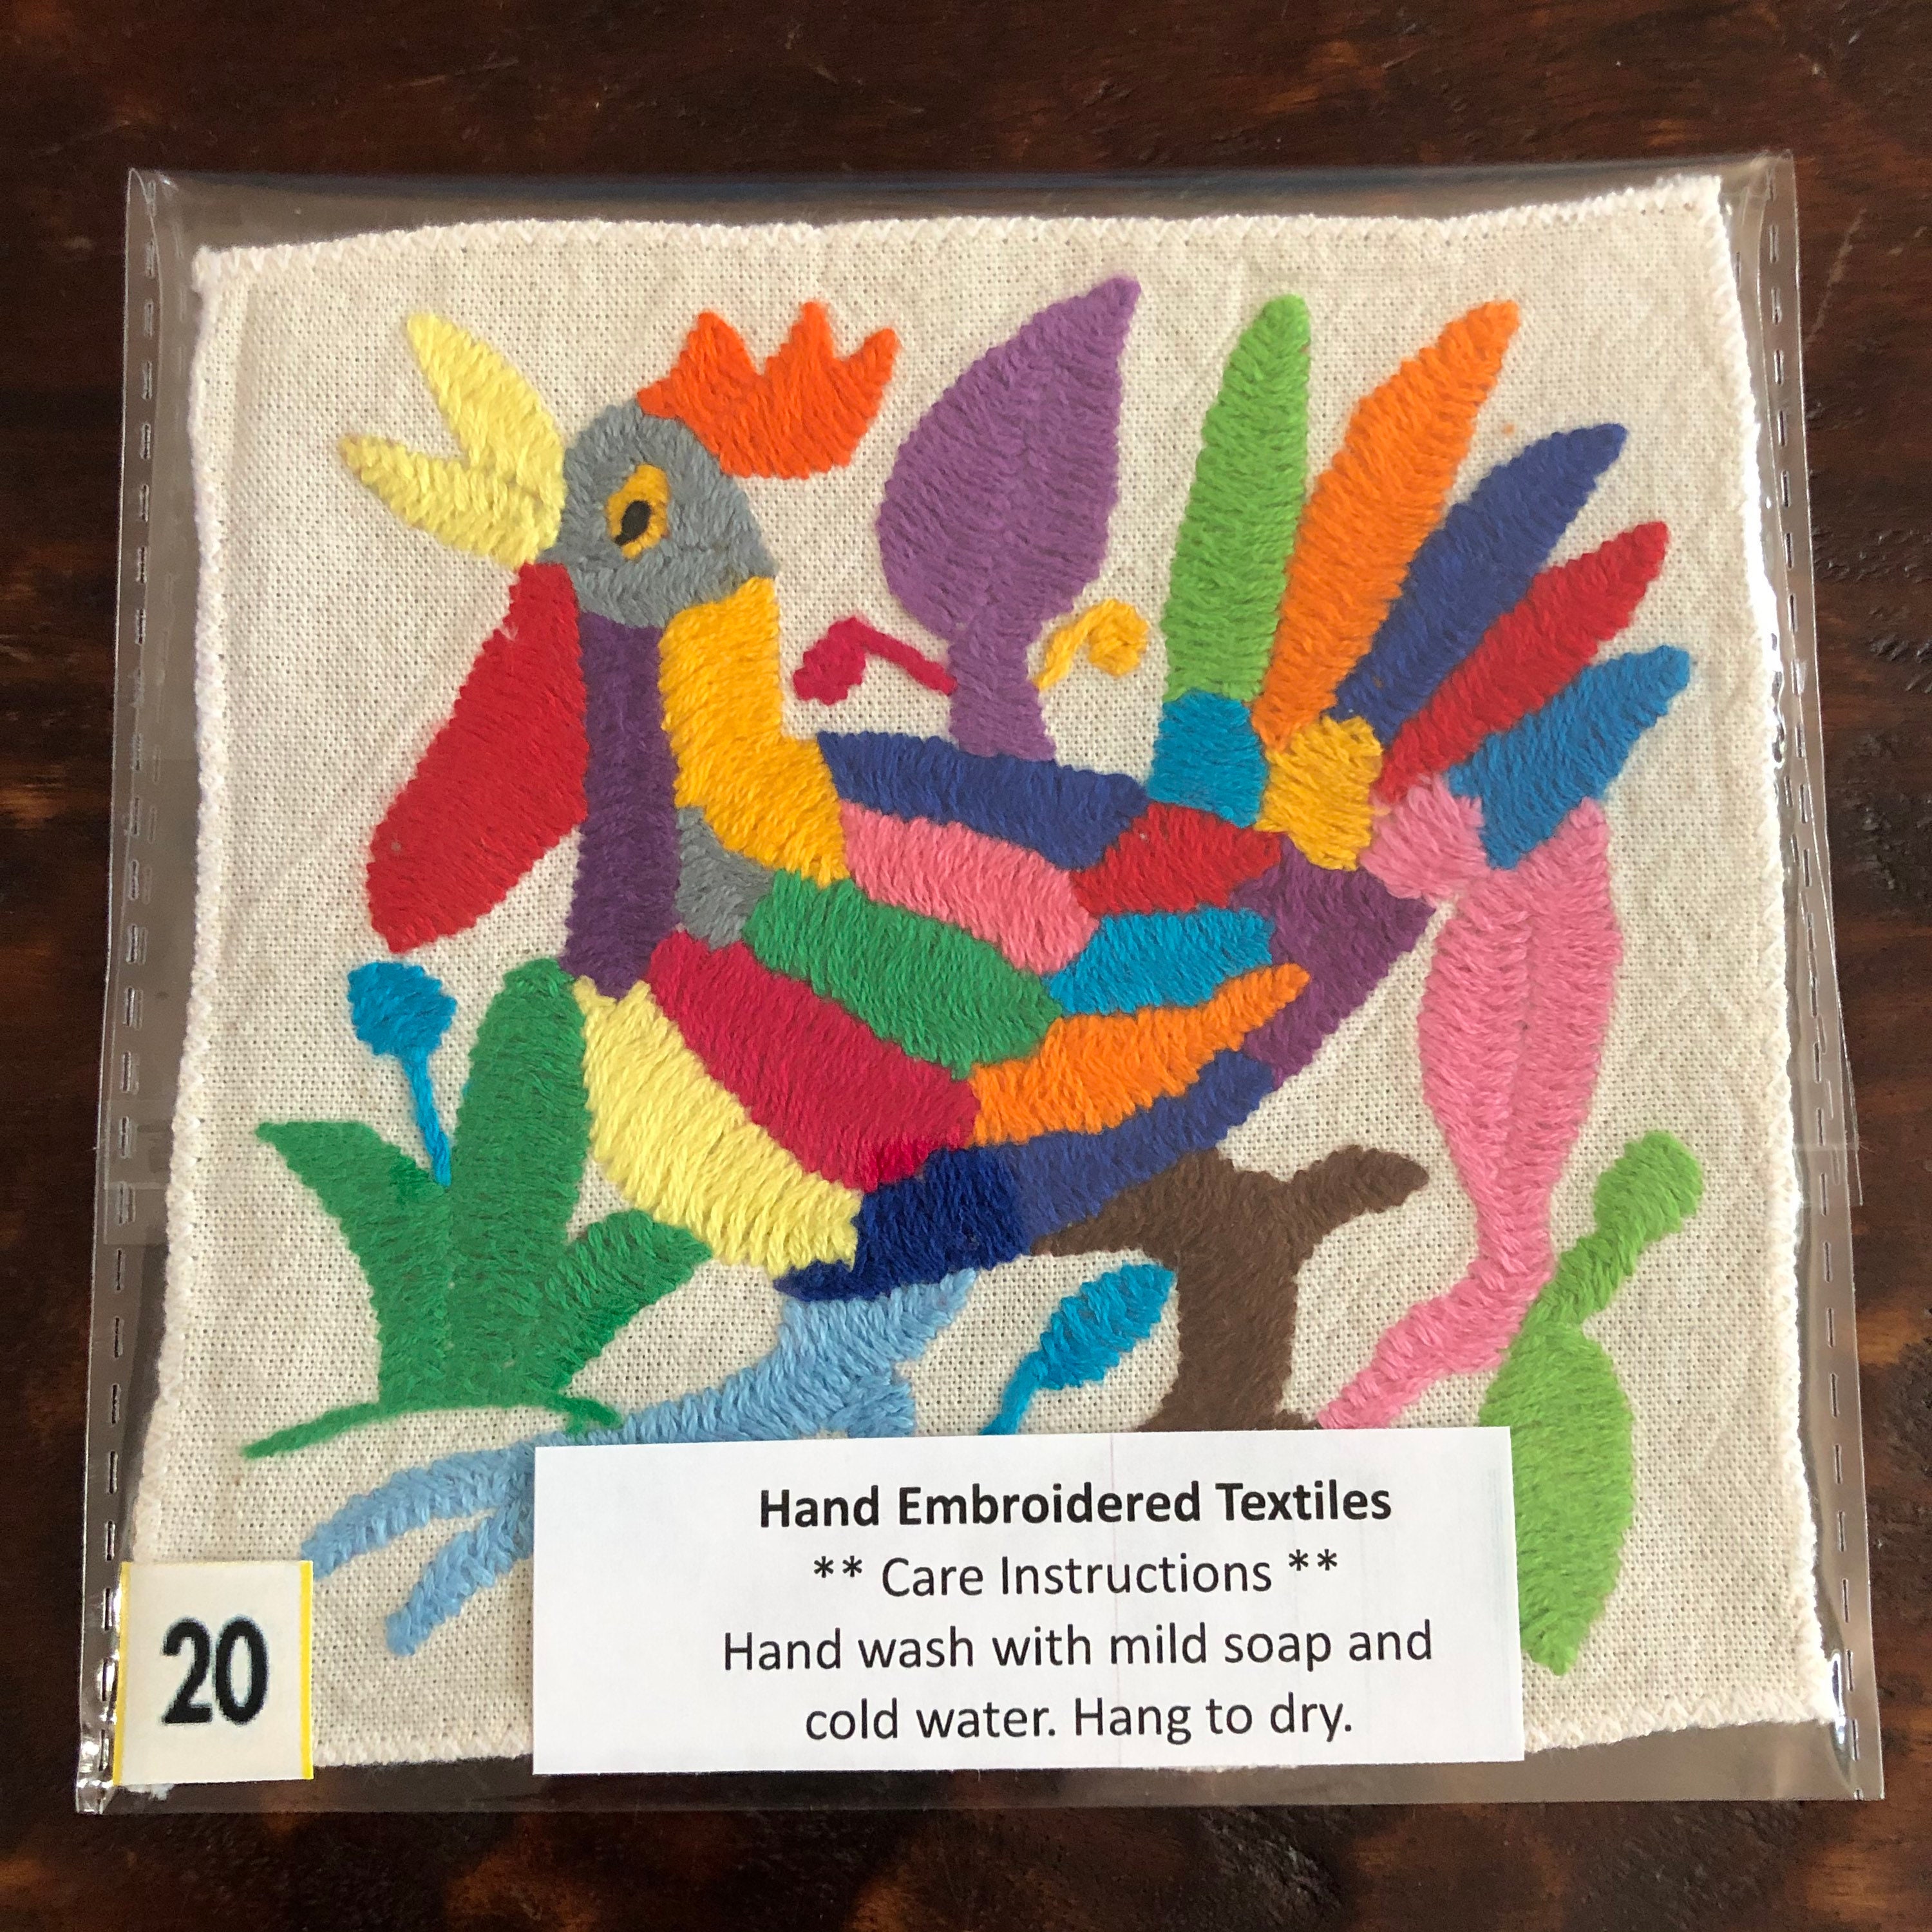 Hand Embroidered Textiles
** Care Instructions **
Hand wash with mild soap and
cold water. Hang to dry.
20